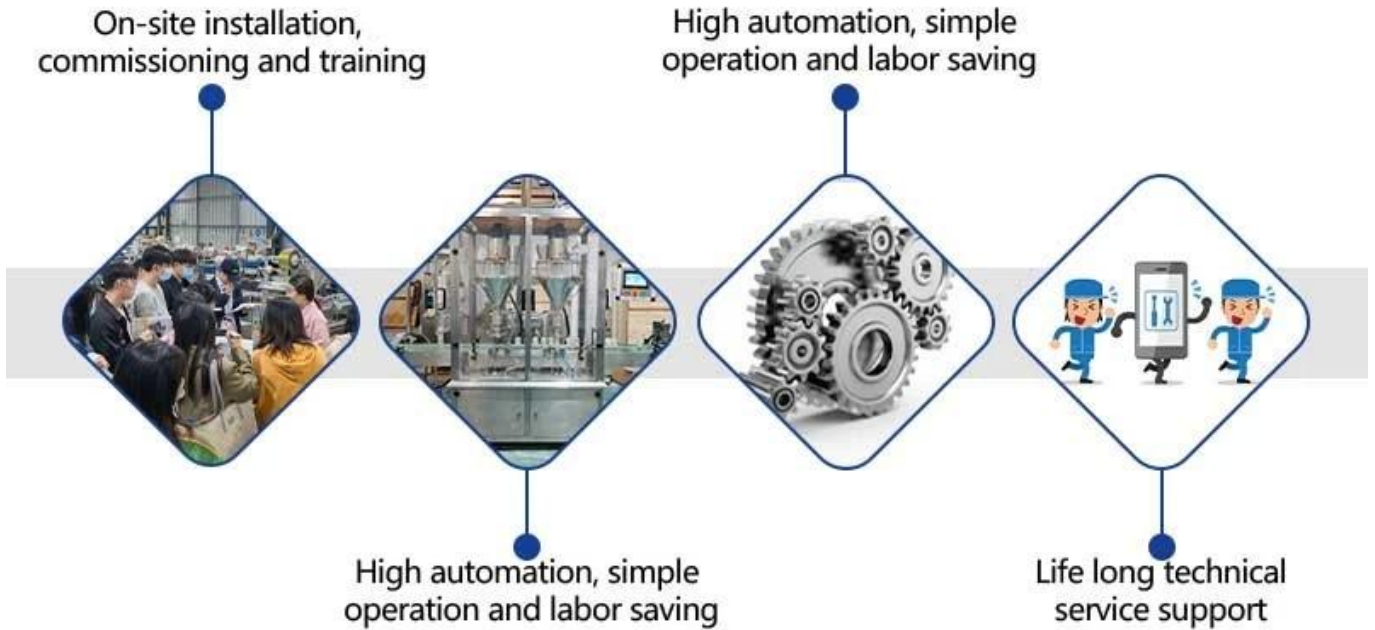 On-site installation,
commissioning and training
High automation, simple
operation and labor saving
High automation, simple
operation and labor saving
Life long technical
service support